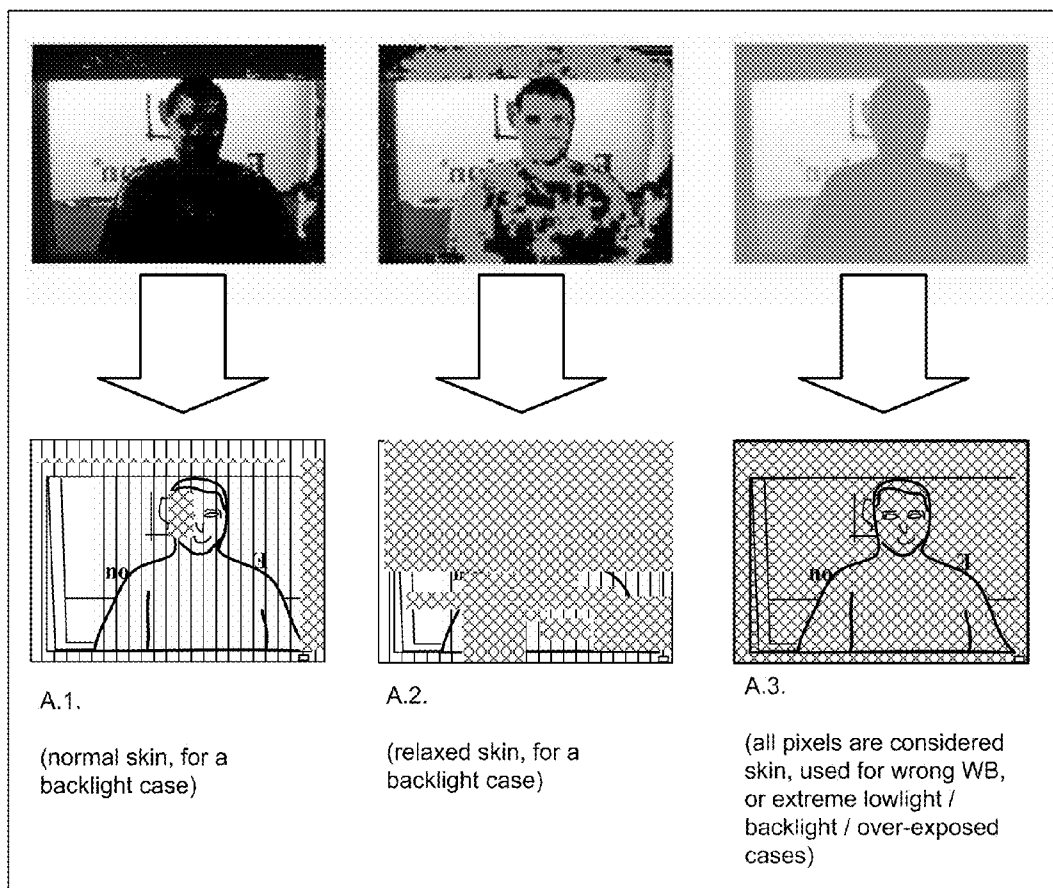 A.1.
(normal skin, for a
backlight case)
A.2.
(relaxed skin, for a
backlight case)
A.3.
(all pixels are considered
skin, used for wrong WB,
or extreme lowlight /
backlight / over-exposed
cases)